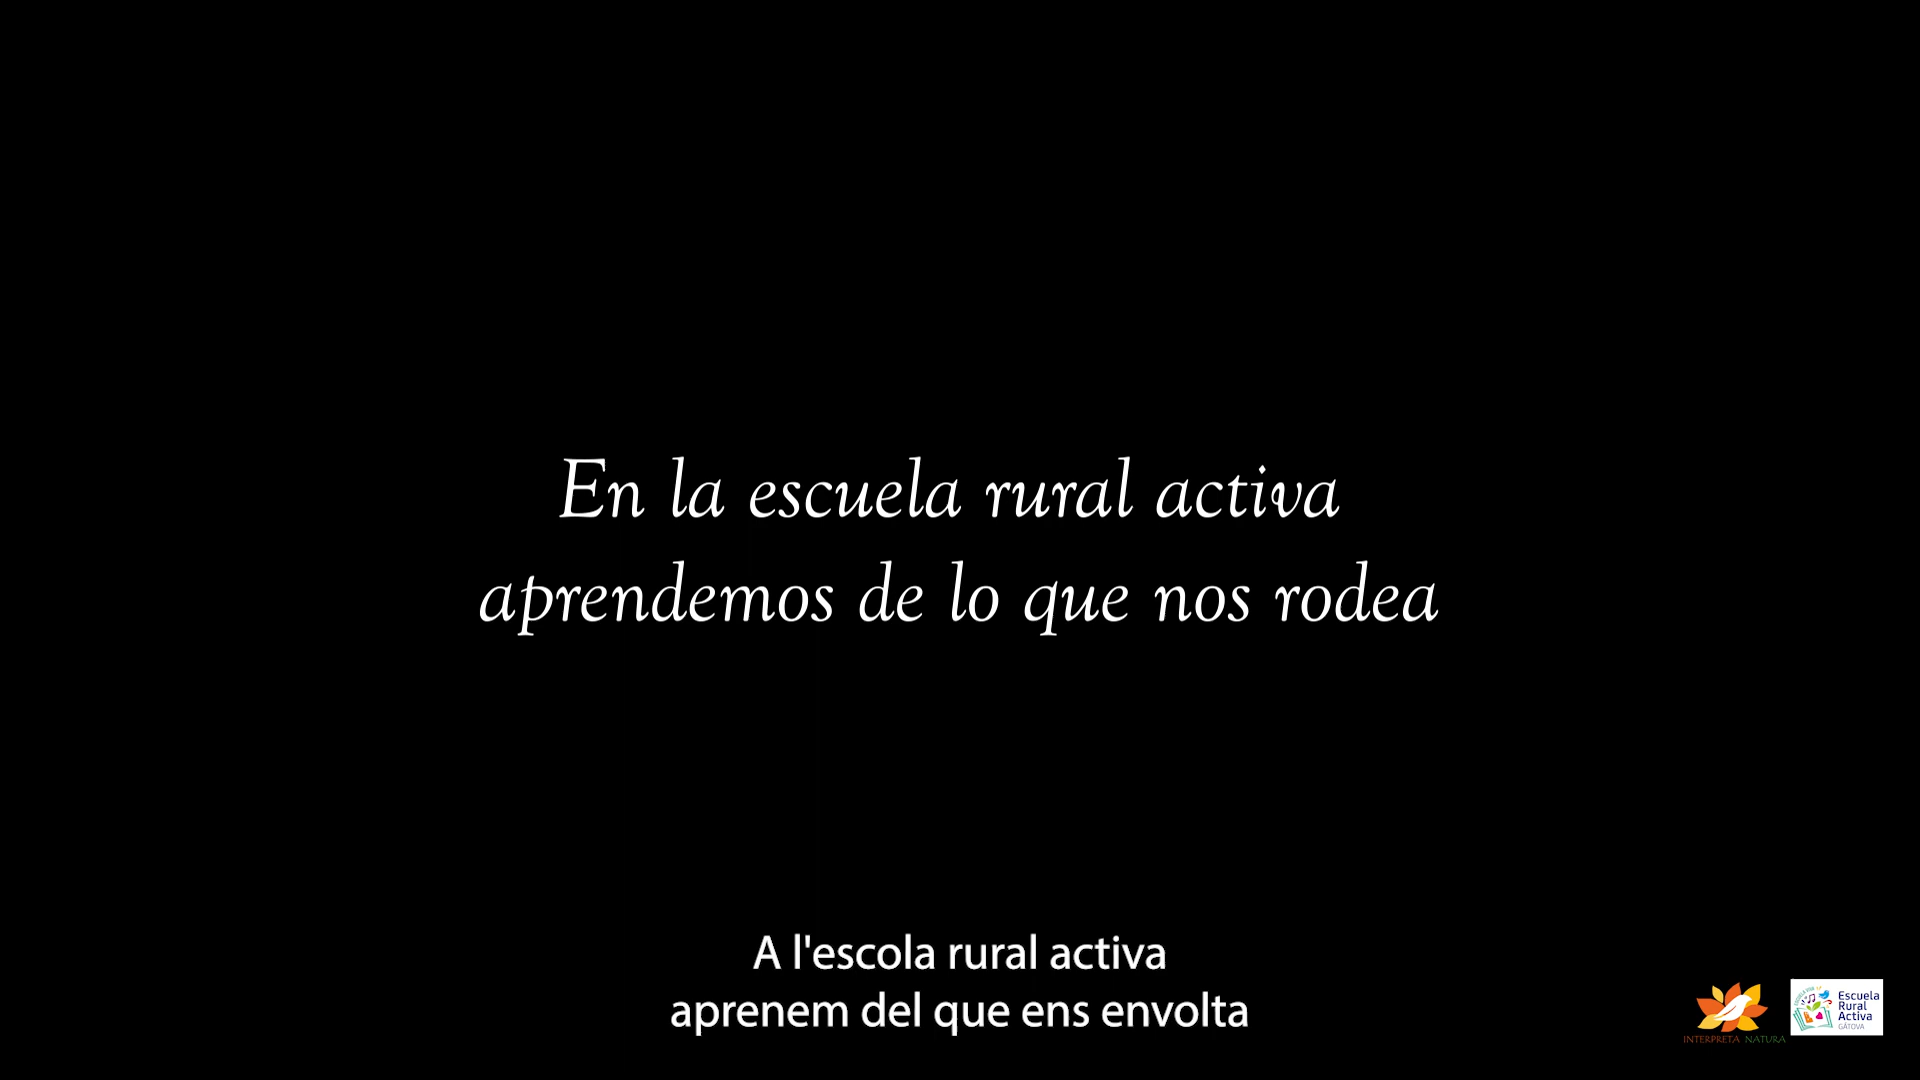 En la escuela rural activa
aprendemos de lo que nos rodea
A l'escola rural activa
aprenem del que ens envolta
INTERPRETA NATURA
Escuela
Rural
Activa
GÁTOVA